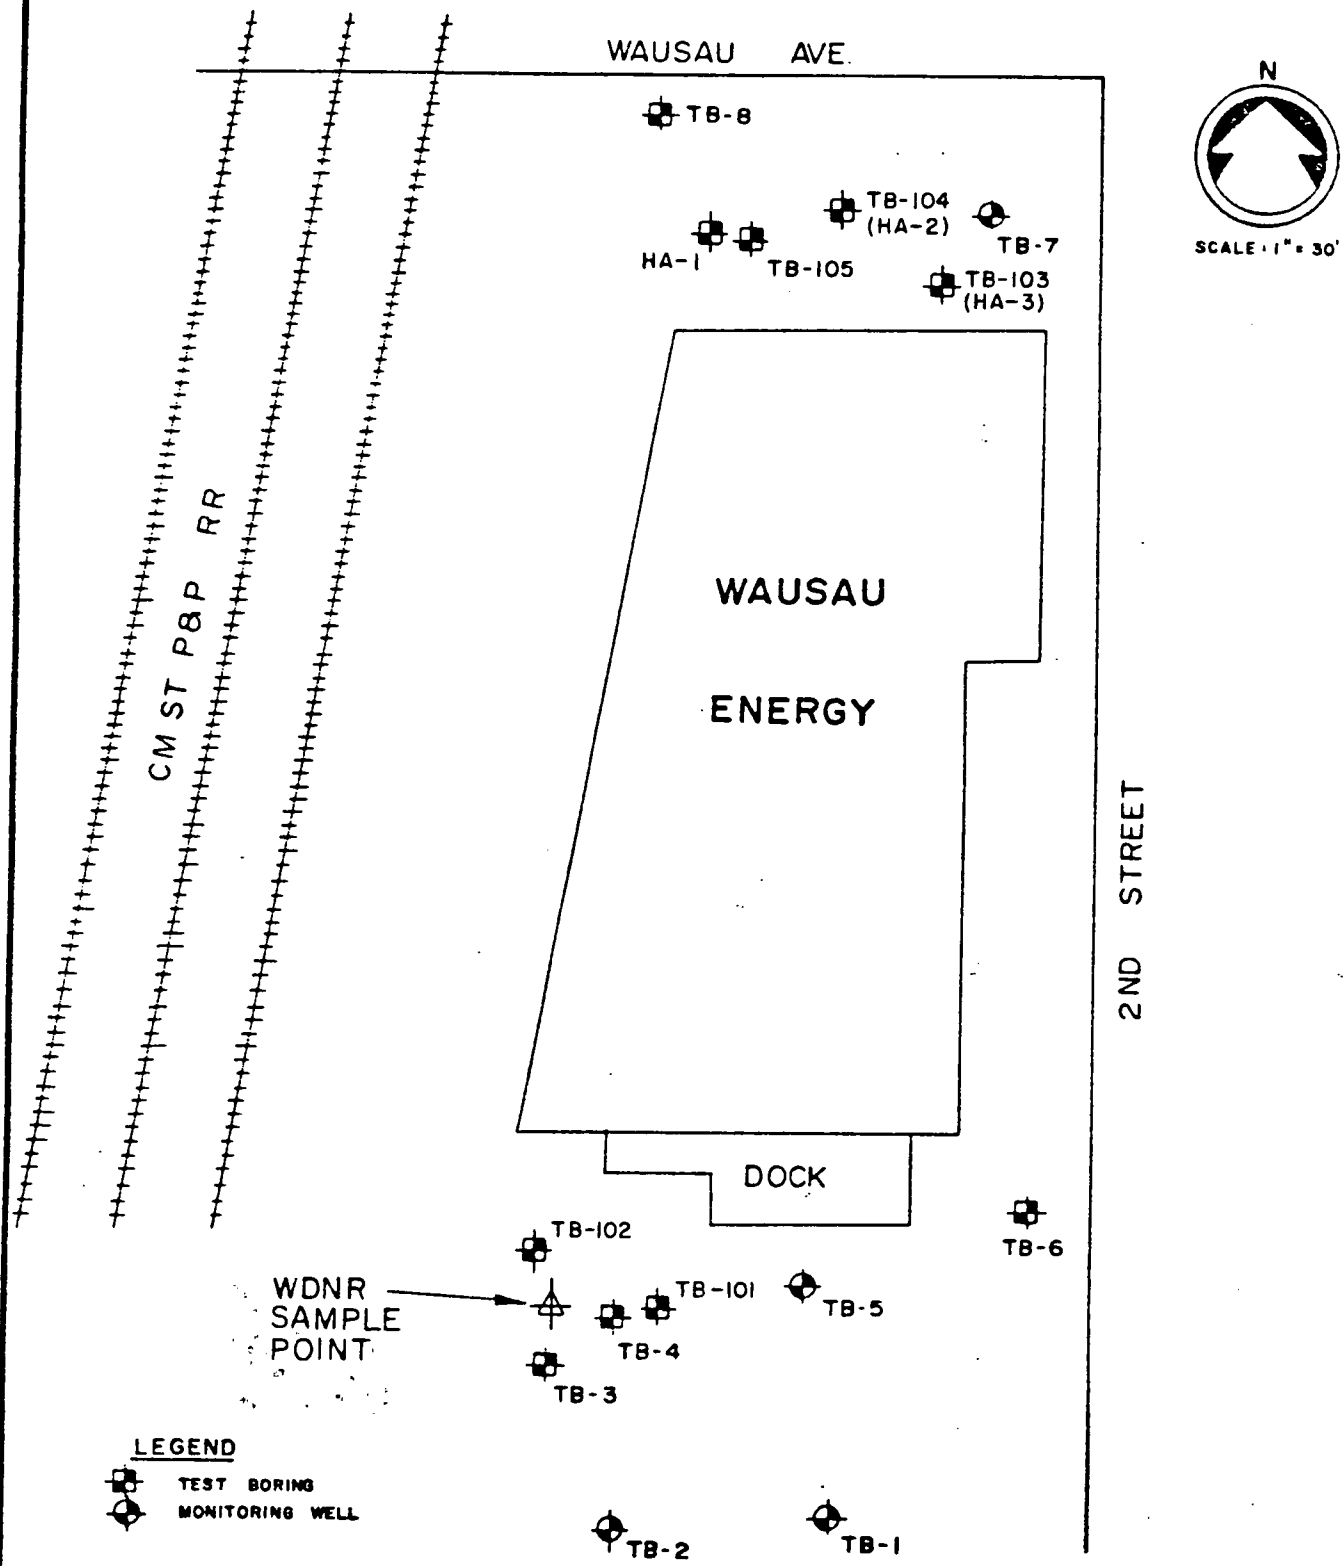 WAUSAU AVE.
N
SCALE: 1" = 30'
TB-8
TB-104
(HA-2)
TB-7
HA-1
TB-105
TB-103
(HA-3)
CM ST P&P RR
WAUSAU
ENERGY
2ND STREET
DOCK
TB-6
TB-102
WDNR
SAMPLE
POINT
TB-101
TB-5
TB-4
TB-3
LEGEND
TEST BORING
MONITORING WELL
TB-2
TB-1